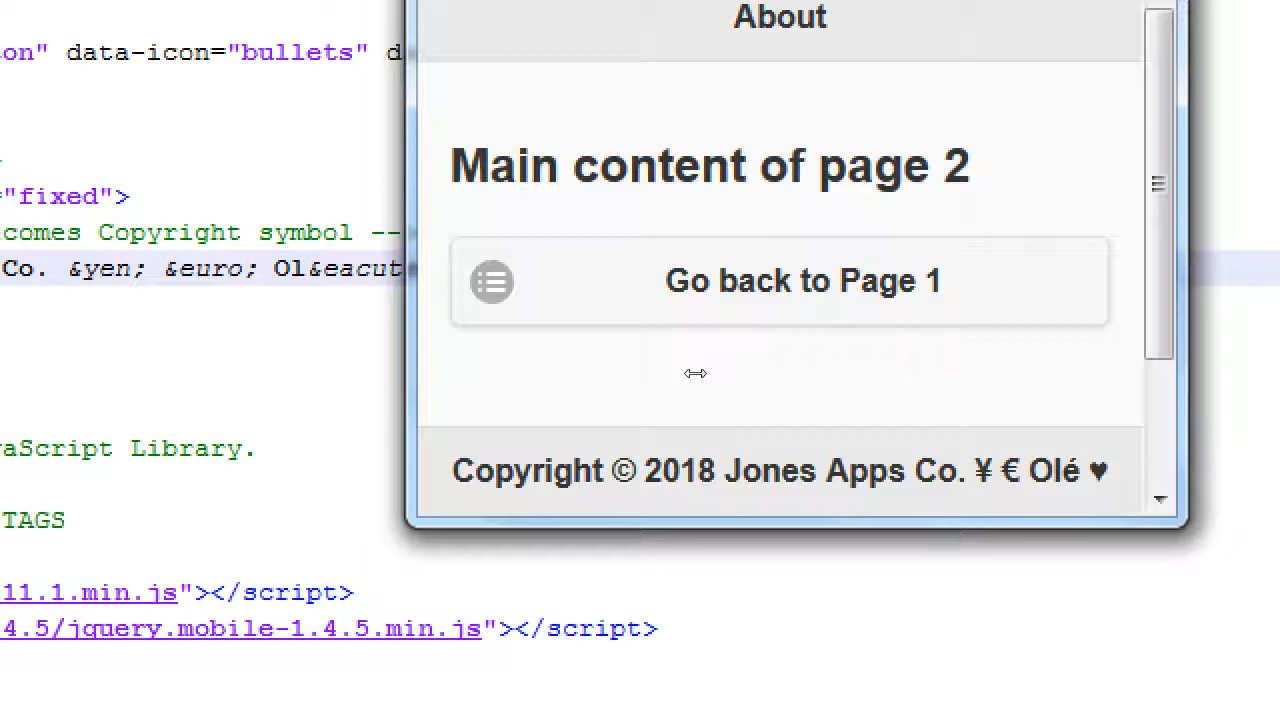 About
on" data-icon="bullets" d
Main content of page 2
="fixed">
comes Copyright symbol --
Co. &yen; &euro; Ol&eacut
Go back to Page 1
aScript Library.
Copyright © 2018 Jones Apps Co. ¥ € Olé ♥
TAGS
11.1.min.js"></script>
4.5/jquery.mobile-1.4.5.min.js"></script>